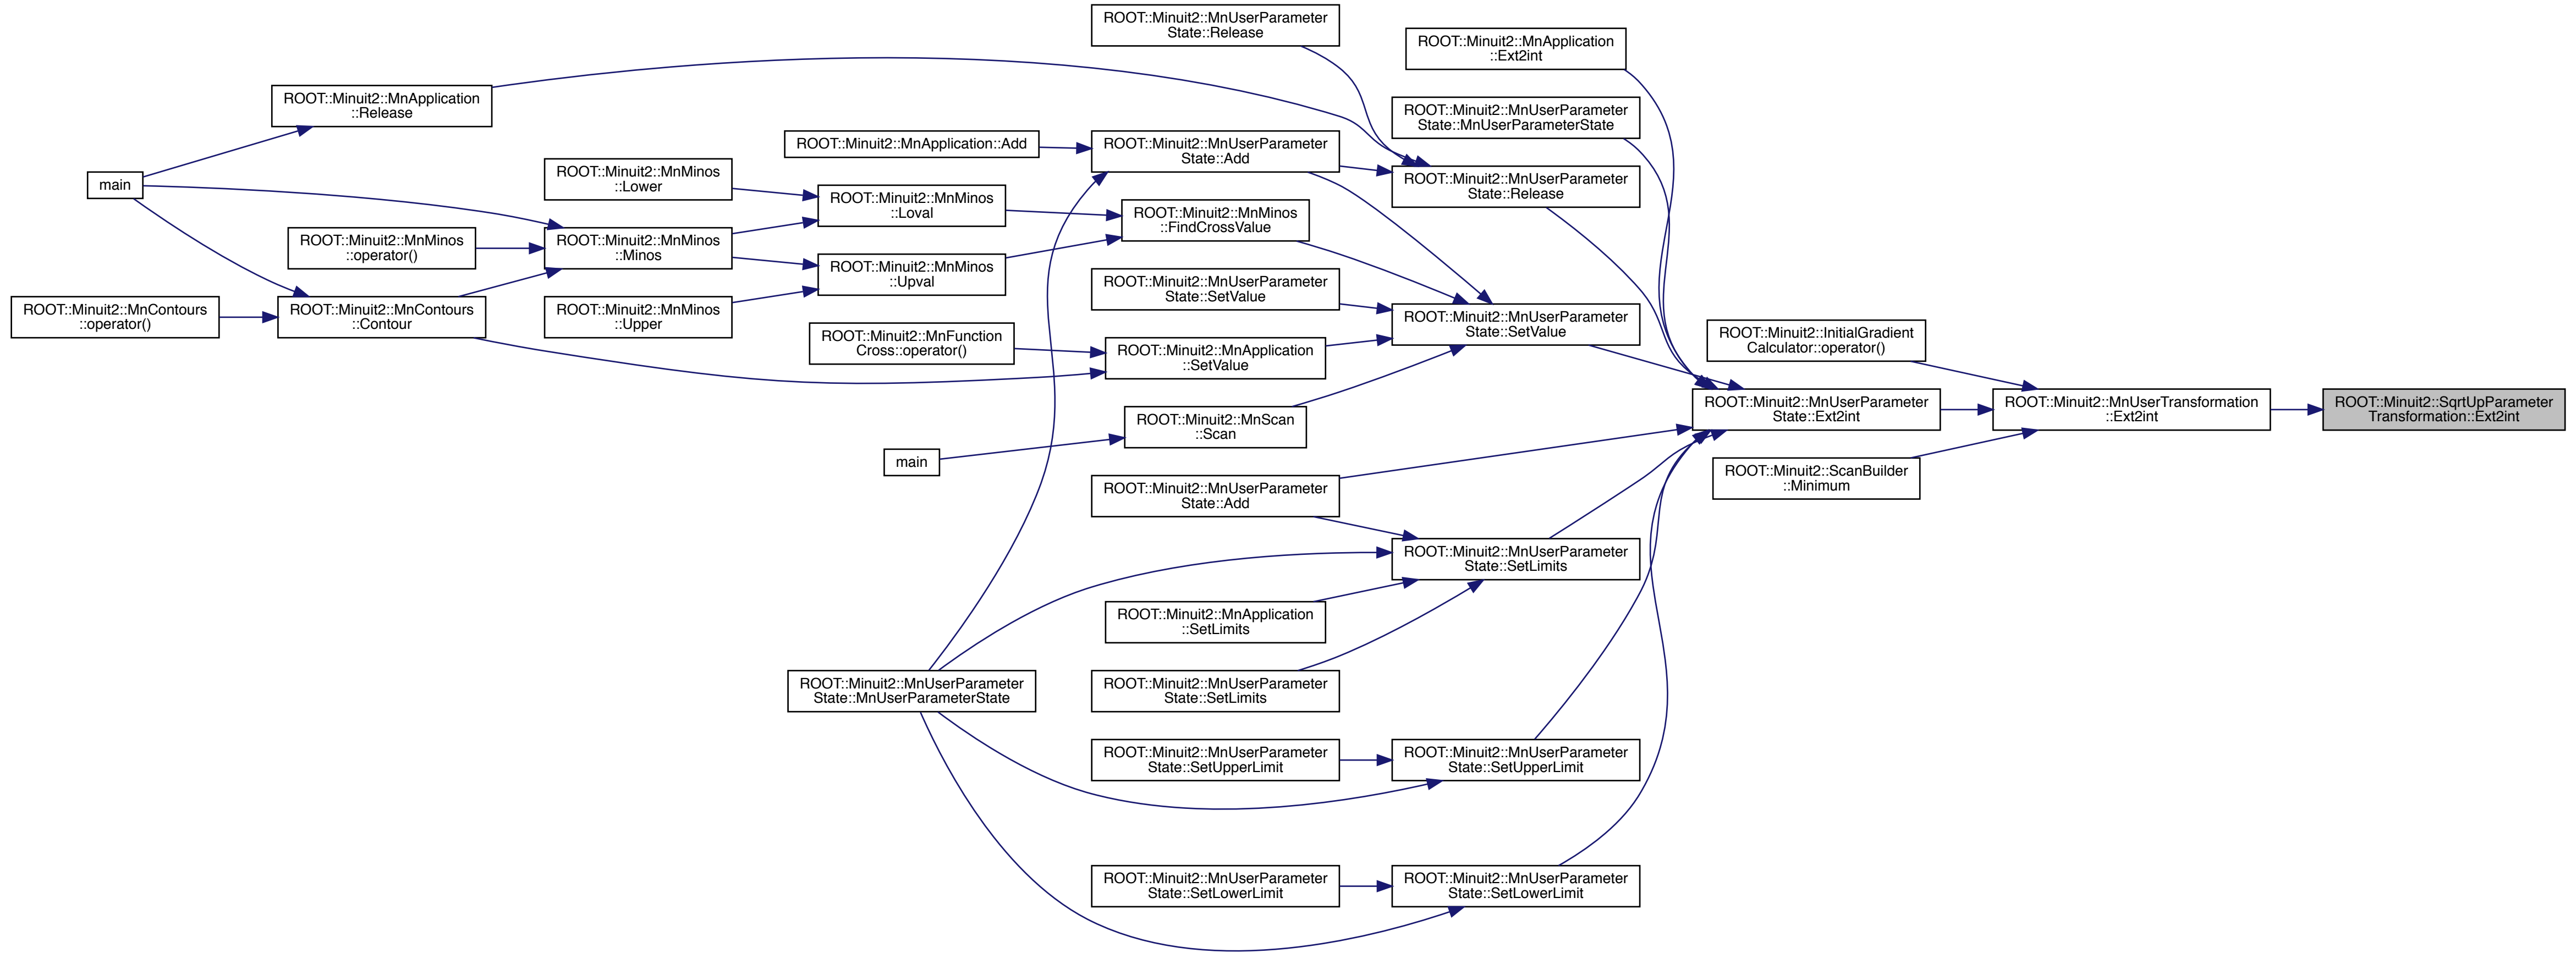 ROOT::Minuit2::MnUserParameter
State::Release
ROOT::Minuit2::MnApplication
::Ext2int
ROOT::Minuit2::MnApplication
::Release
ROOT::Minuit2::MnUserParameter
State::MnUserParameterState
ROOT::Minuit2::MnApplication::Add
ROOT::Minuit2::MnUserParameter
State::Add
ROOT::Minuit2::MnUserParameter
State::Release
main
ROOT::Minuit2::MnMinos
::Lower
ROOT::Minuit2::MnMinos
::Loval
ROOT::Minuit2::MnMinos
::FindCrossValue
ROOT::Minuit2::MnMinos
::operator()
ROOT::Minuit2::MnMinos
::Minos
ROOT::Minuit2::MnMinos
::Upval
ROOT::Minuit2::MnUserParameter
State::SetValue
ROOT::Minuit2::MnContours
::operator()
ROOT::Minuit2::MnContours
::Contour
ROOT::Minuit2::MnMinos
::Upper
ROOT::Minuit2::MnUserParameter
State::SetValue
ROOT::Minuit2::MnFunction
Cross::operator()
ROOT::Minuit2::MnApplication
::SetValue
ROOT::Minuit2::InitialGradient
Calculator::operator()
ROOT::Minuit2::MnScan
::Scan
ROOT::Minuit2::MnUserParameter
State::Ext2int
ROOT::Minuit2::MnUserTransformation
::Ext2int
ROOT::Minuit2::SqrtUpParameter
Transformation::Ext2int
main
ROOT::Minuit2::ScanBuilder
::Minimum
ROOT::Minuit2::MnUserParameter
State::Add
ROOT::Minuit2::MnUserParameter
State::SetLimits
ROOT::Minuit2::MnApplication
::SetLimits
ROOT::Minuit2::MnUserParameter
State::MnUserParameterState
ROOT::Minuit2::MnUserParameter
State::SetLimits
ROOT::Minuit2::MnUserParameter
State::SetUpperLimit
ROOT::Minuit2::MnUserParameter
State::SetUpperLimit
ROOT::Minuit2::MnUserParameter
State::SetLowerLimit
ROOT::Minuit2::MnUserParameter
State::SetLowerLimit